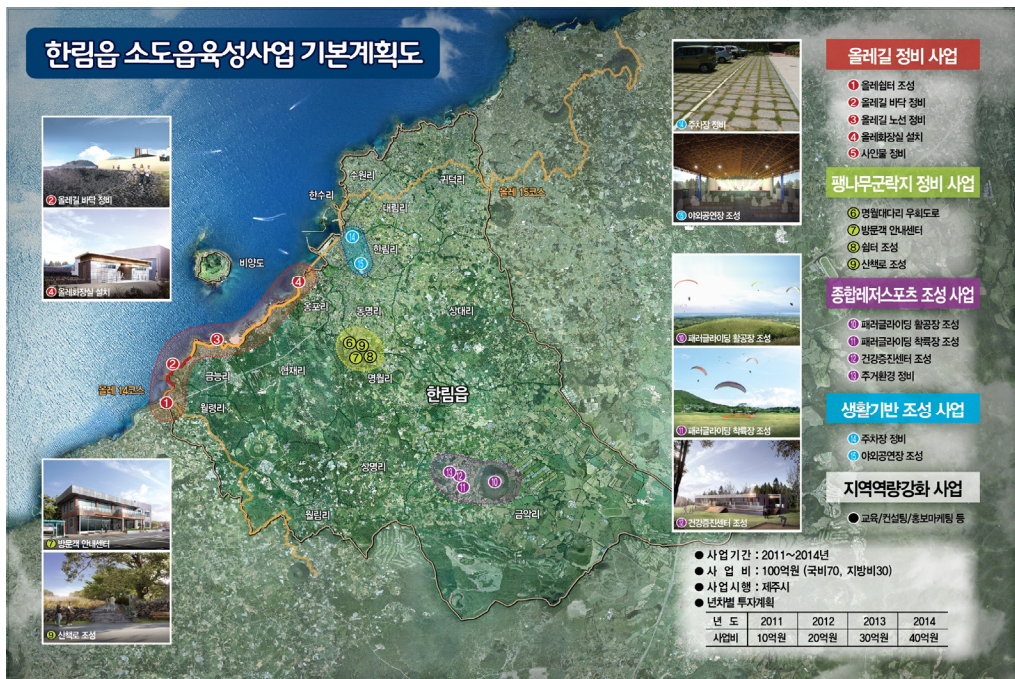 한림읍 소도읍육성사업 기본계획도
② 올레길 바닥 정비
④ 올레화장실 설치
⑦ 방문객 안내센터
⑨ 산책로 조성
수원리
귀덕리
한수리
대림리
올레 15코스
⑭
한림리
⑮
비양도
④
옹포리
동명리
상대리
③
⑥ ⑨
⑦ ⑧
②
금능리
협재리
명월리
한림읍
올레 14코스
①
월령리
상명리
⑬ ⑫ ⑩
⑪
월림리
금악리
⑭ 주차장 정비
⑮ 야외공연장 조성
⑩ 패러글라이딩 활공장 조성
⑪ 패러글라이딩 착륙장 조성
⑫ 건강증진센터 조성
올레길 정비 사업
① 올레쉼터 조성
② 올레길 바닥 정비
③ 올레길 노선 정비
④ 올레화장실 설치
⑤ 사인물 정비
팽나무군락지 정비 사업
⑥ 명월대다리 우회도로
⑦ 방문객 안내센터
⑧ 쉼터 조성
⑨ 산책로 조성
종합레저스포츠 조성 사업
⑩ 패러글라이딩 활공장 조성
⑪ 패러글라이딩 착륙장 조성
⑫ 건강증진센터 조성
⑬ 주거환경 정비
생활기반 조성 사업
⑭ 주차장 정비
⑮ 야외공연장 조성
지역역량강화 사업
● 교육/컨설팅/홍보마케팅 등
● 사업기간 : 2011~2014년
● 사 업 비 : 100억원 (국비70, 지방비30)
● 사업시행 : 제주시
● 년차별 투자계획
년 도 2011 2012 2013 2014
사업비 10억원 20억원 30억원 40억원